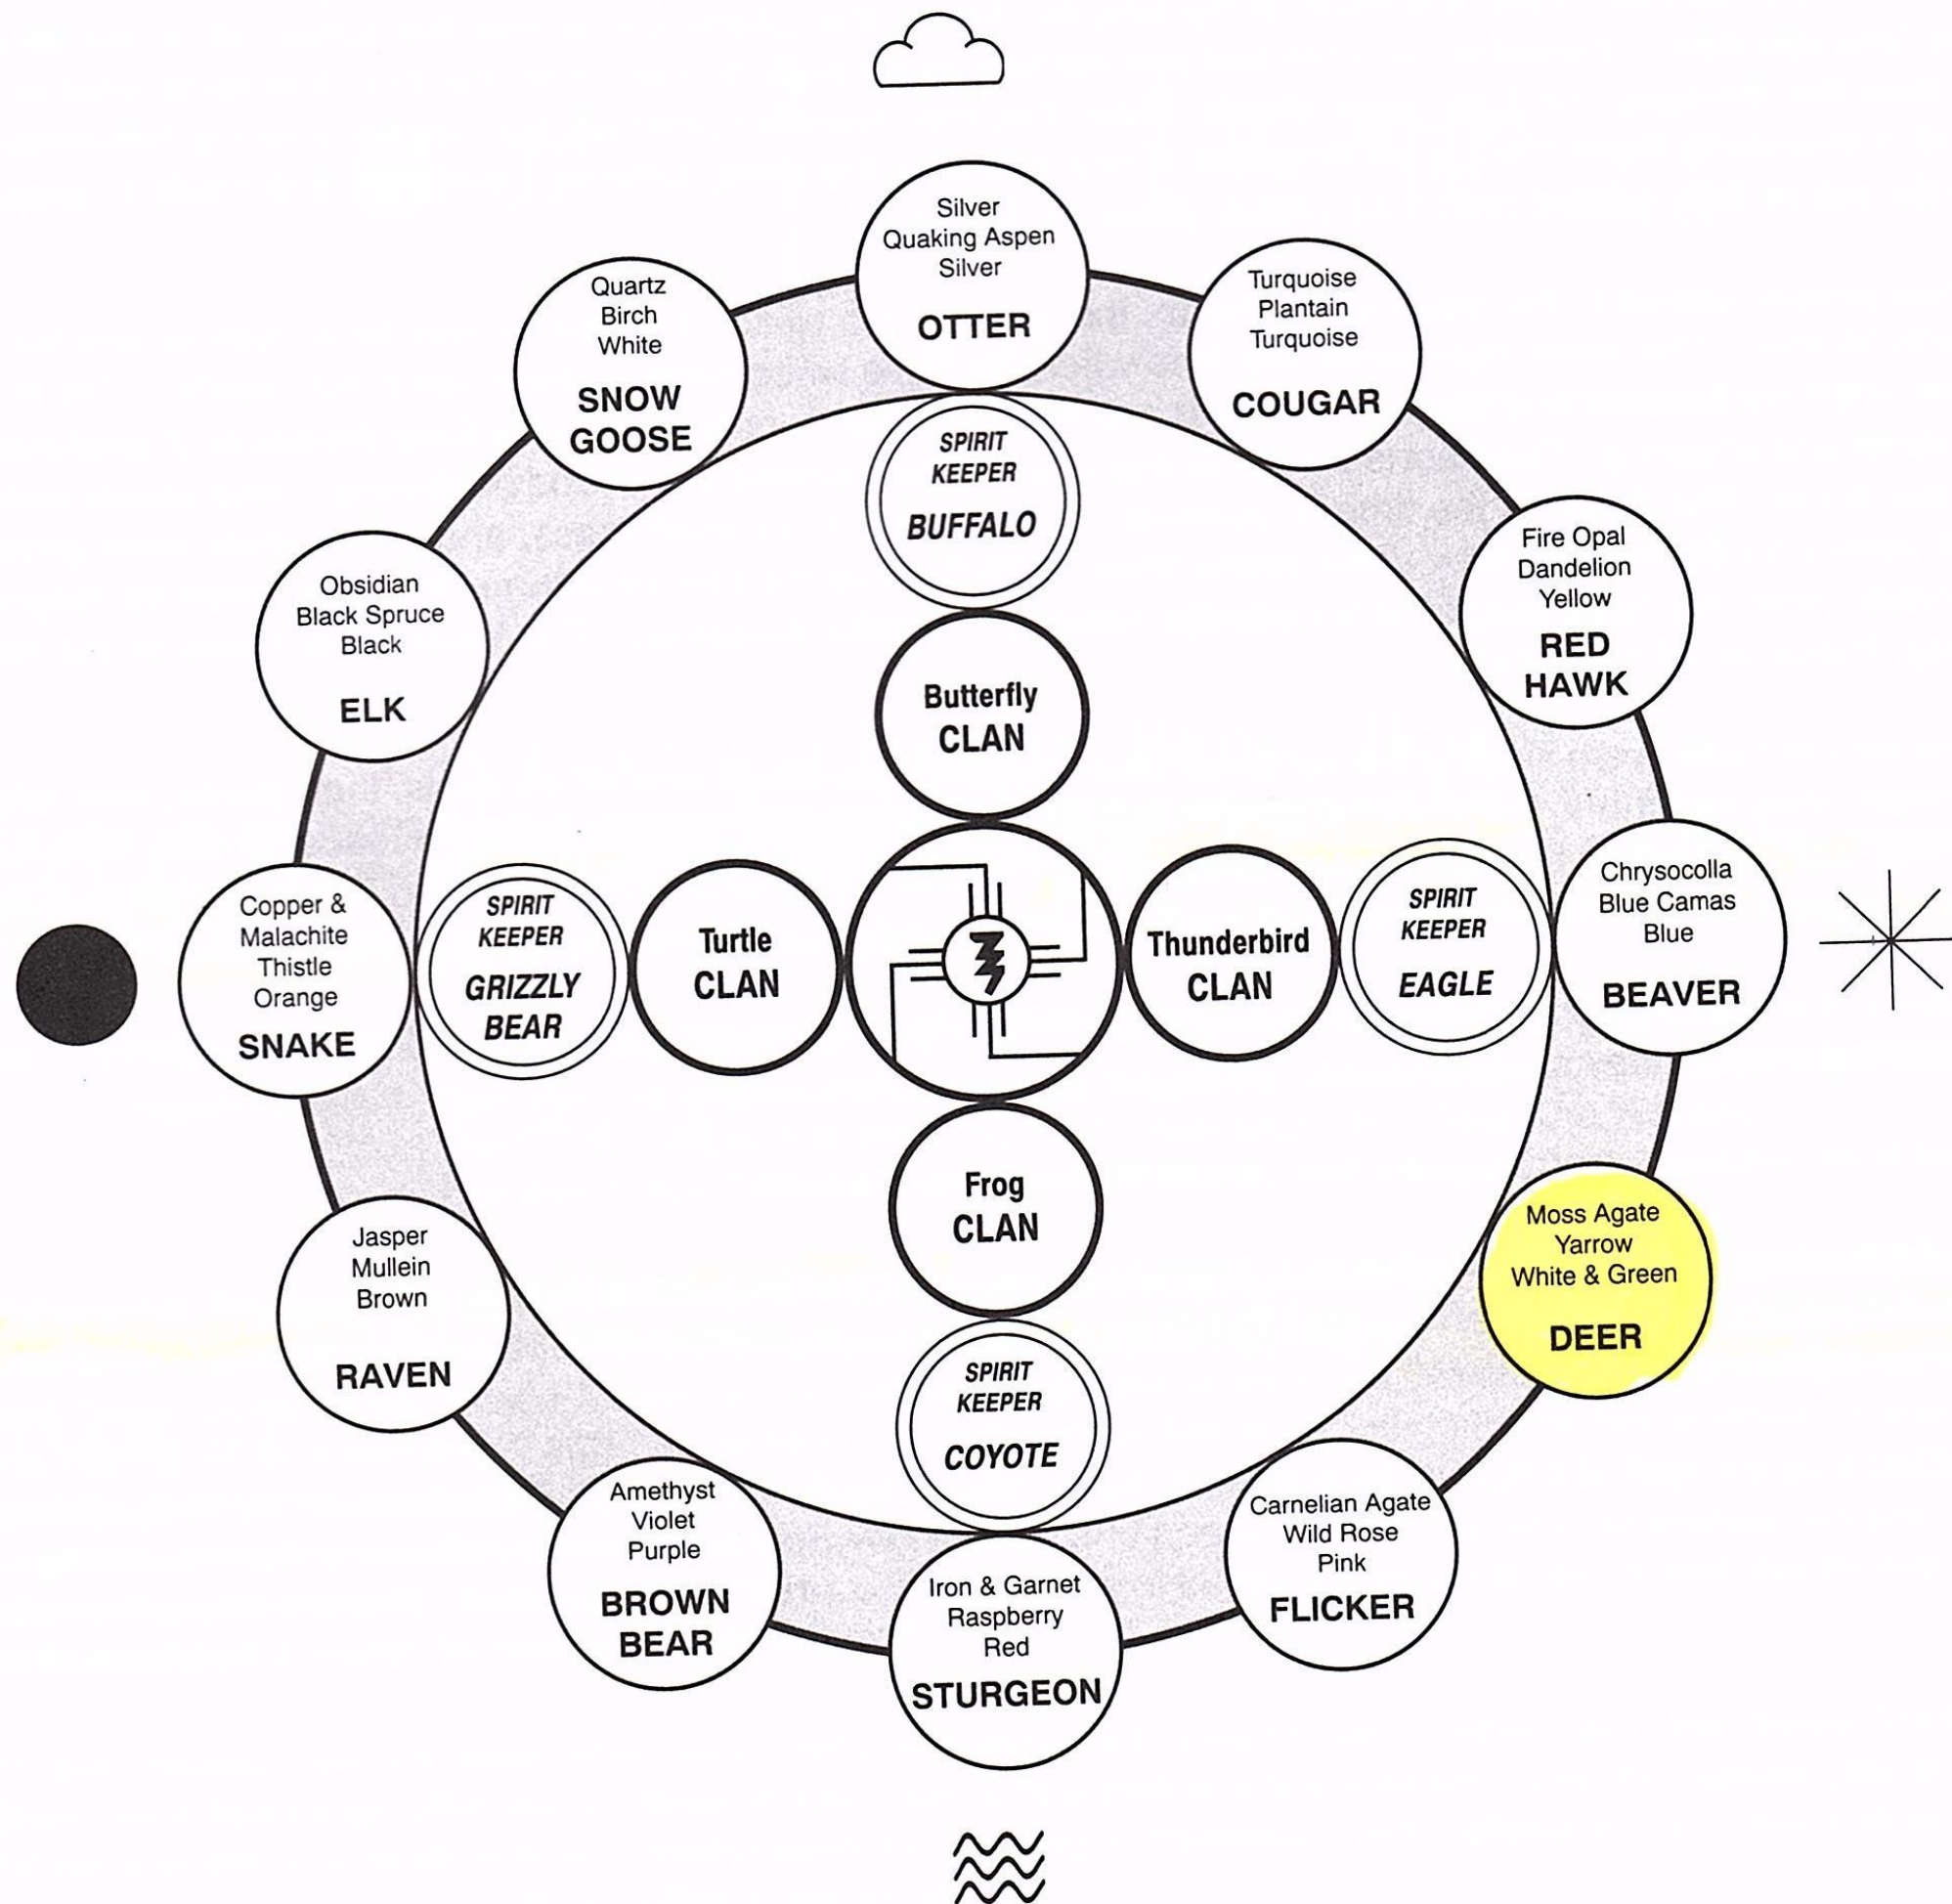 Silver
Quaking Aspen
Silver
OTTER
Turquoise
Plantain
Turquoise
COUGAR
Fire Opal
Dandelion
Yellow
RED
HAWK
Chrysocolla
Blue Camas
Blue
BEAVER
Moss Agate
Yarrow
White & Green
DEER
Carnelian Agate
Wild Rose
Pink
FLICKER
Iron & Garnet
Raspberry
Red
STURGEON
Amethyst
Violet
Purple
BROWN
BEAR
Jasper
Mullein
Brown
RAVEN
Copper &
Malachite
Thistle
Orange
SNAKE
Obsidian
Black Spruce
Black
ELK
Quartz
Birch
White
SNOW
GOOSE
SPIRIT
KEEPER
BUFFALO
Butterfly
CLAN
SPIRIT
KEEPER
GRIZZLY
BEAR
Turtle
CLAN
Thunderbird
CLAN
SPIRIT
KEEPER
EAGLE
Frog
CLAN
SPIRIT
KEEPER
COYOTE